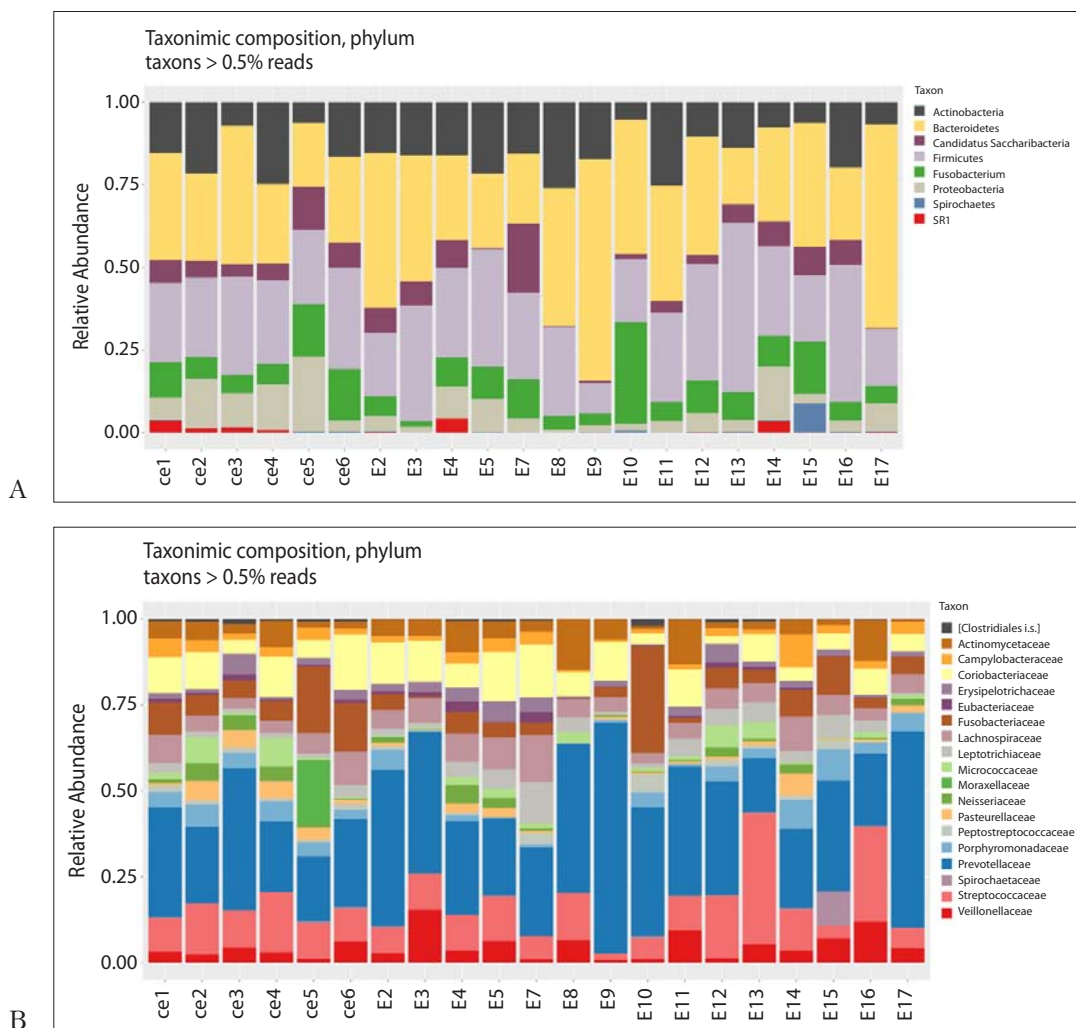 Taxonimic composition, phylum
taxons > 0.5% reads
Relative Abundance
1.00
0.75
0.50
0.25
0.00
ce1 ce2 ce3 ce4 ce5 ce6 E2 E3 E4 E5 E7 E8 E9 E10 E11 E12 E13 E14 E15 E16 E17
Taxon
Actinobacteria
Bacteroidetes
Candidatus Saccharibacteria
Firmicutes
Fusobacterium
Proteobacteria
Spirochaetes
SR1
A
Taxonimic composition, phylum
taxons > 0.5% reads
Relative Abundance
1.00
0.75
0.50
0.25
0.00
ce1 ce2 ce3 ce4 ce5 ce6 E2 E3 E4 E5 E7 E8 E9 E10 E11 E12 E13 E14 E15 E16 E17
Taxon
[Clostridiales i.s.]
Actinomycetaceae
Campylobacteraceae
Coriobacteriaceae
Erysipelotrichaceae
Eubacteriaceae
Fusobacteriaceae
Lachnospiraceae
Leptotrichiaceae
Micrococcaceae
Moraxellaceae
Neisseriaceae
Pasteurellaceae
Peptostreptococcaceae
Porphyromonadaceae
Prevotellaceae
Spirochaetaceae
Streptococcaceae
Veillonellaceae
B